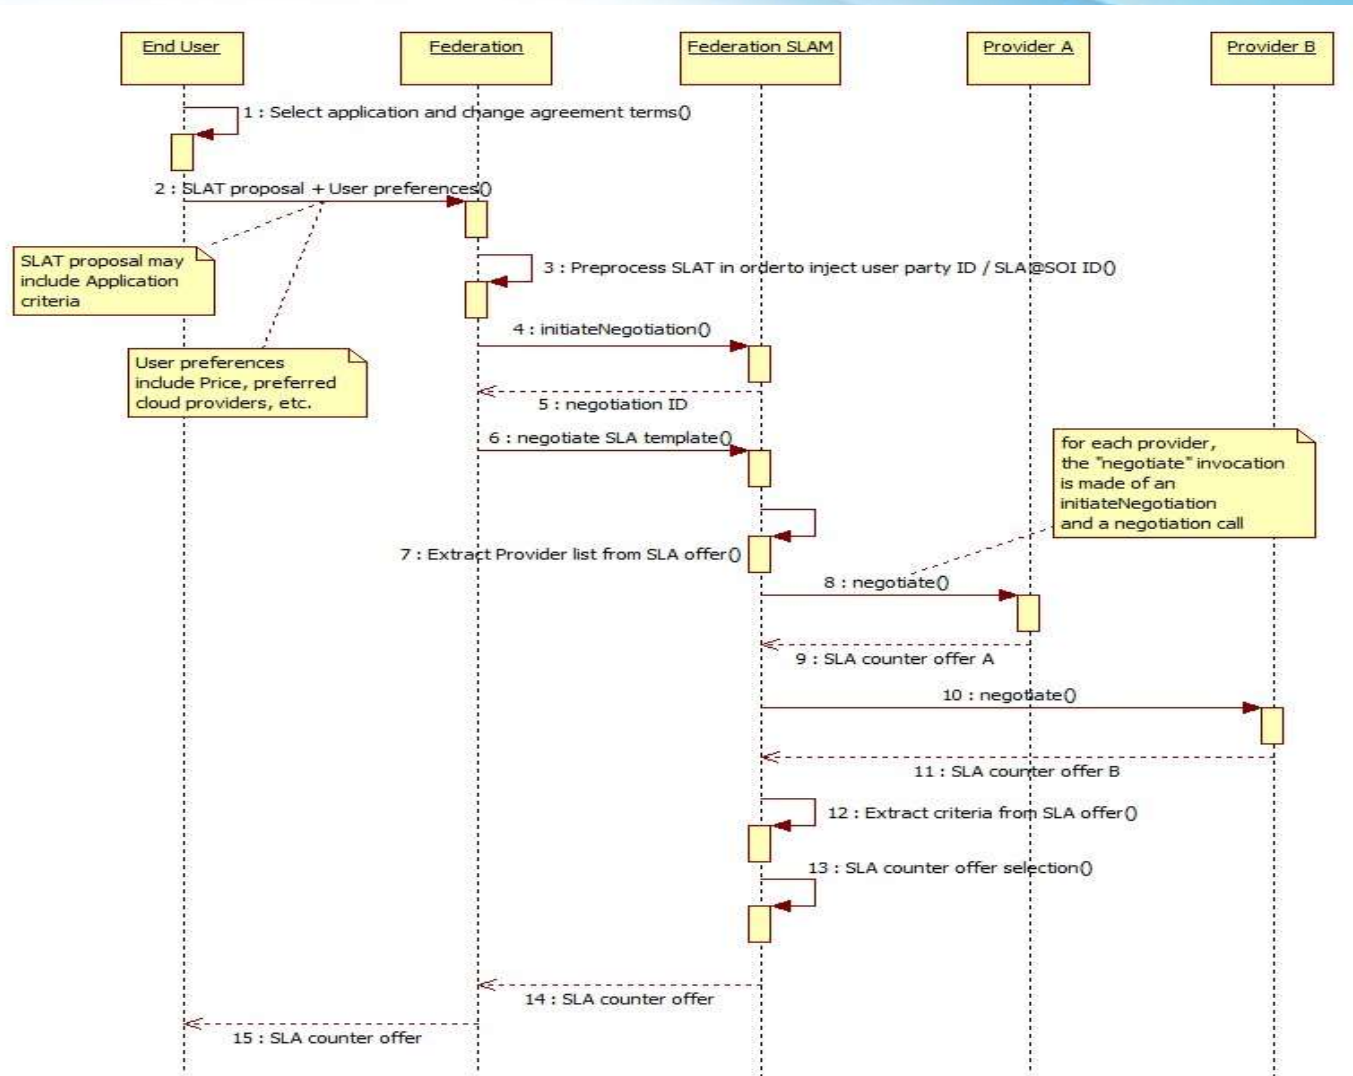 End User
Federation
Federation SLAM
Provider A
Provider B
1 : Select application and change agreement terms()
2 : SLAT proposal + User preferences()
SLAT proposal may
include Application
criteria
3 : Preprocess SLAT in orderto inject user party ID / SLA@SOI ID()
4 : initiateNegotiation()
User preferences
include Price, preferred
cloud providers, etc.
5 : negotiation ID
6 : negotiate SLA template()
for each provider,
the "negotiate" invocation
is made of an
initiateNegotiation
and a negotiation call
7 : Extract Provider list from SLA offer()
8 : negotiate()
9 : SLA counter offer A
10 : negotiate()
11 : SLA counter offer B
12 : Extract criteria from SLA offer()
13 : SLA counter offer selection()
14 : SLA counter offer
15 : SLA counter offer